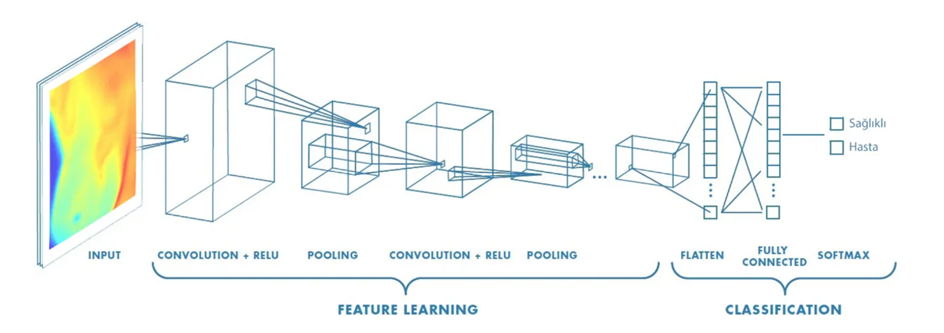 Sağlıklı
Hasta
INPUT
CONVOLUTION + RELU
POOLING
CONVOLUTION + RELU
POOLING
FLATTEN
FULLY
CONNECTED
SOFTMAX
FEATURE LEARNING
CLASSIFICATION